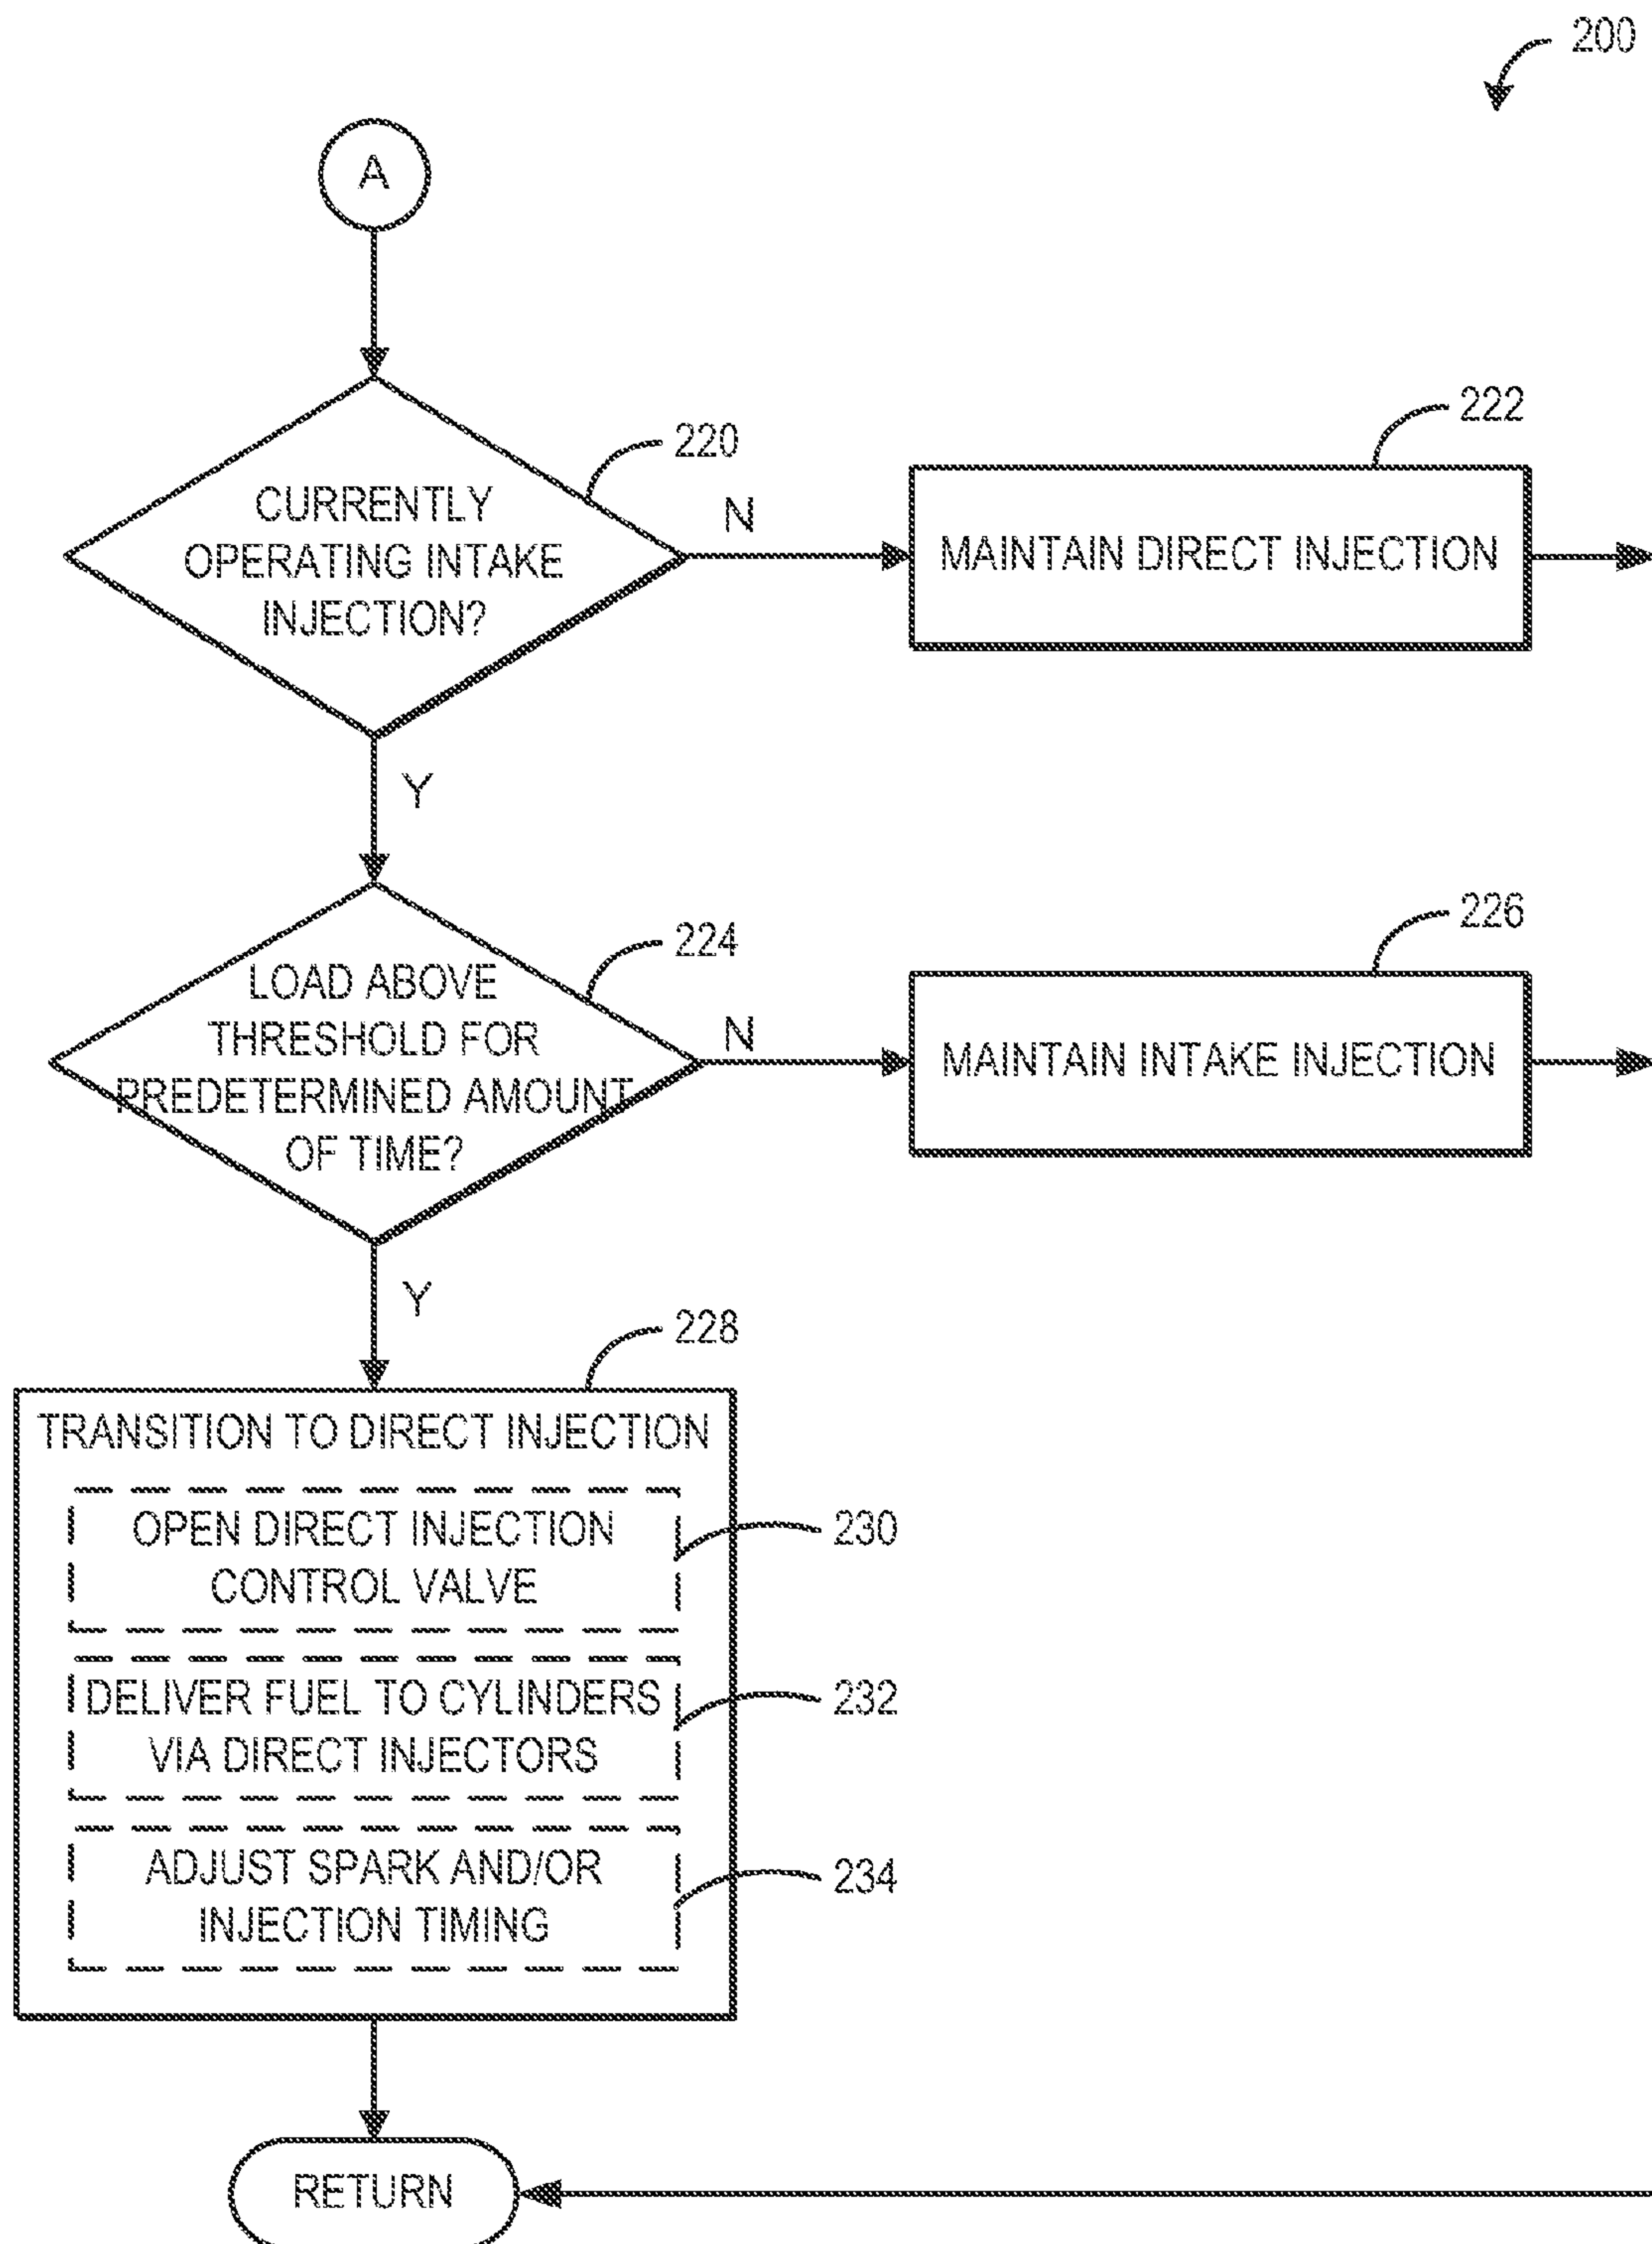 200
A
220
CURRENTLY
OPERATING INTAKE
INJECTION?
N
222
MAINTAIN DIRECT INJECTION
Y
224
LOAD ABOVE
THRESHOLD FOR
PREDETERMINED AMOUNT
OF TIME?
N
226
MAINTAIN INTAKE INJECTION
Y
228
TRANSITION TO DIRECT INJECTION
OPEN DIRECT INJECTION
CONTROL VALVE
230
DELIVER FUEL TO CYLINDERS
VIA DIRECT INJECTORS
232
ADJUST SPARK AND/OR
INJECTION TIMING
234
RETURN